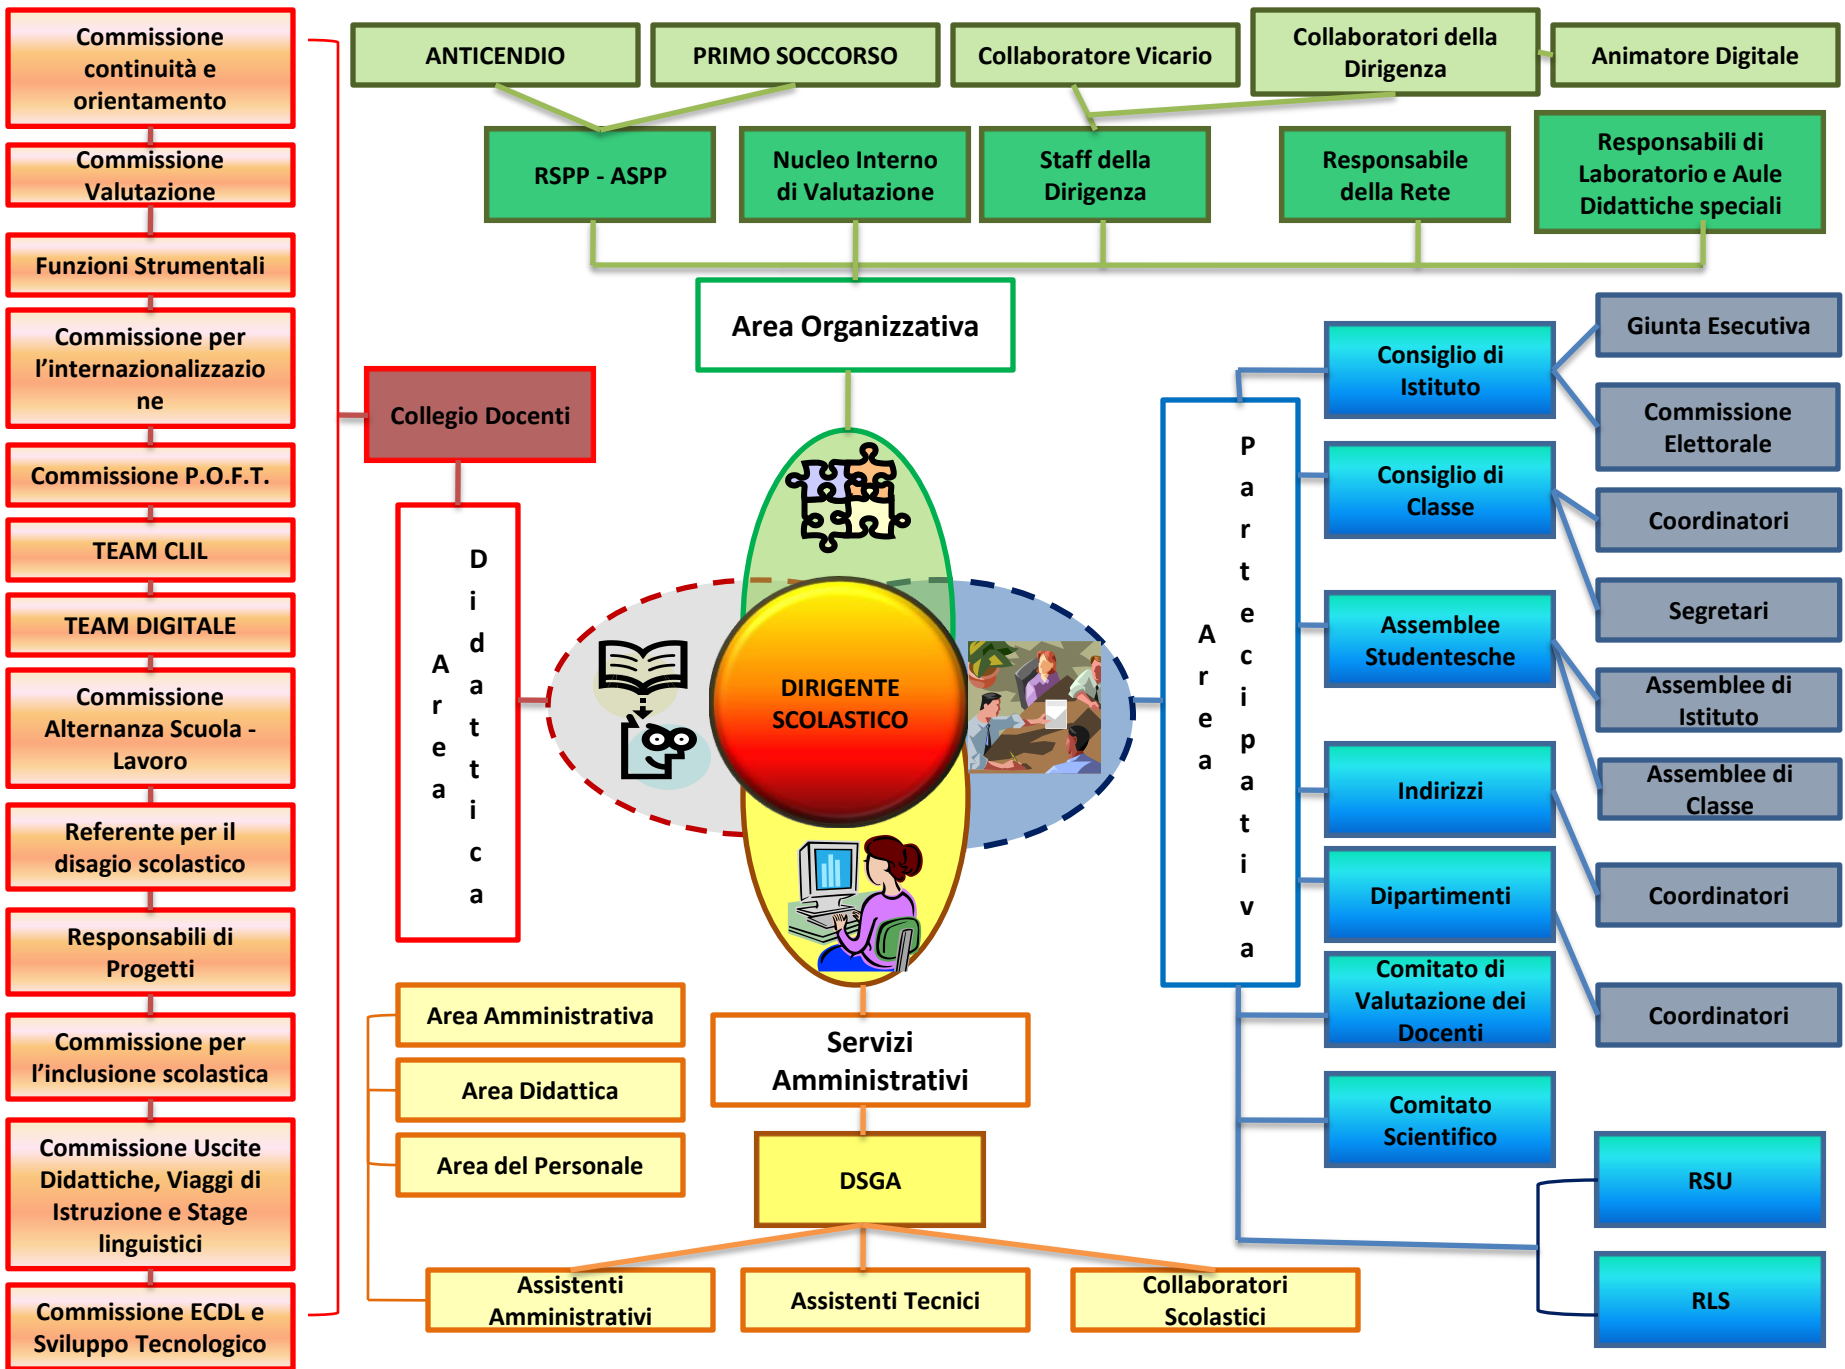 Commissione
continuità e
orientamento
Commissione
Valutazione
Funzioni Strumentali
Commissione per
l’internazionalizzazio
ne
Commissione P.O.F.T.
TEAM CLIL
TEAM DIGITALE
Commissione
Alternanza Scuola -
Lavoro
Referente per il
disagio scolastico
Responsabili di
Progetti
Commissione per
l’inclusione scolastica
Commissione Uscite
Didattiche, Viaggi di
Istruzione e Stage
linguistici
Commissione ECDL e
Sviluppo Tecnologico
ANTICENDIO
PRIMO SOCCORSO
Collaboratore Vicario
Collaboratori della
Dirigenza
Animatore Digitale
RSPP - ASPP
Nucleo Interno
di Valutazione
Staff della
Dirigenza
Responsabile
della Rete
Responsabili di
Laboratorio e Aule
Didattiche speciali
Area Organizzativa
Collegio Docenti
Area
Didattica
DIRIGENTE
SCOLASTICO
Area
Partecipativa
Consiglio di
Istituto
Giunta Esecutiva
Commissione
Elettorale
Consiglio di
Classe
Coordinatori
Segretari
Assemblee
Studentesche
Assemblee di
Istituto
Assemblee di
Classe
Indirizzi
Coordinatori
Dipartimenti
Coordinatori
Comitato di
Valutazione dei
Docenti
Comitato
Scientifico
RSU
RLS
Servizi
Amministrativi
DSGA
Area Amministrativa
Area Didattica
Area del Personale
Assistenti
Amministrativi
Assistenti Tecnici
Collaboratori
Scolastici